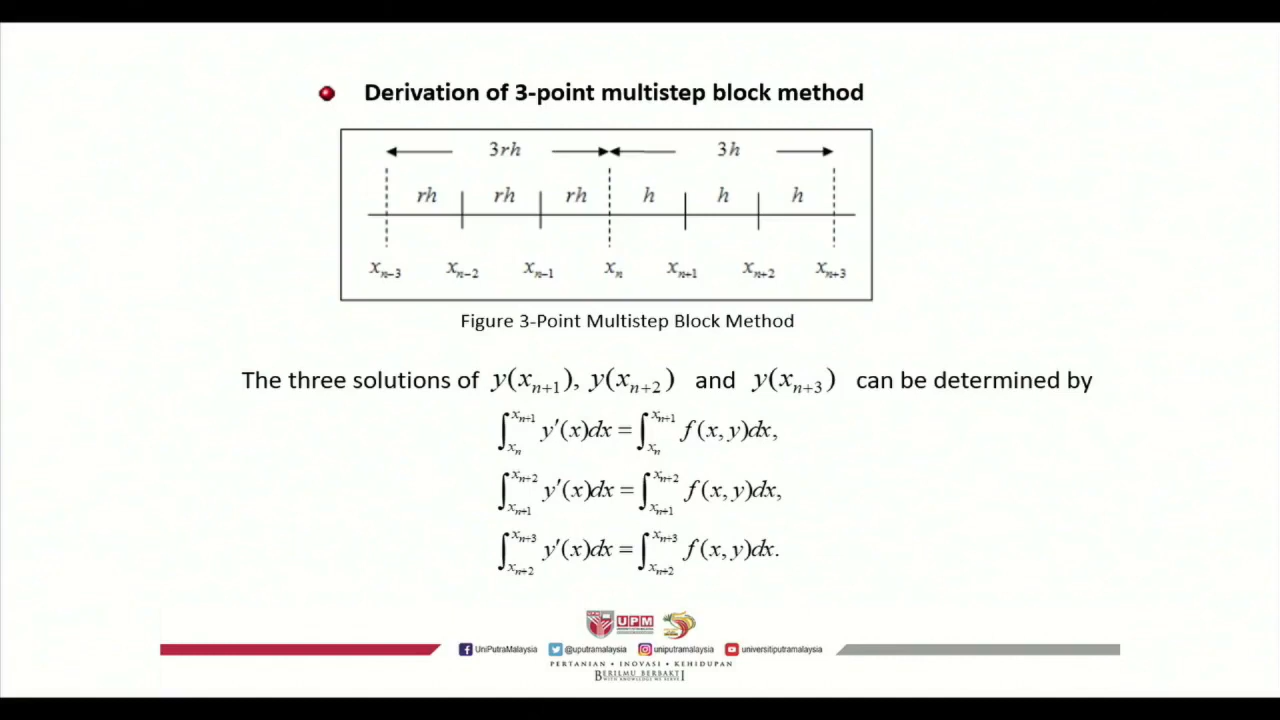 Derivation of 3-point multistep block method
3rh 3h
rh rh rh h h h
x_{n-3} x_{n-2} x_{n-1} x_n x_{n+1} x_{n+2} x_{n+3}
Figure 3-Point Multistep Block Method
The three solutions of y(x_{n+1}), y(x_{n+2}) and y(x_{n+3}) can be determined by
∫_{x_n}^{x_{n+1}} y′(x)dx = ∫_{x_n}^{x_{n+1}} f(x, y)dx,
∫_{x_{n+1}}^{x_{n+2}} y′(x)dx = ∫_{x_{n+1}}^{x_{n+2}} f(x, y)dx,
∫_{x_{n+2}}^{x_{n+3}} y′(x)dx = ∫_{x_{n+2}}^{x_{n+3}} f(x, y)dx.
UPM
UniPutraMalaysia @uputramalaysia uniputramalaysia universitiputramalaysia
PERTANIAN • INOVASI • KEHIDUPAN
BERILMU BERBAKTI
WITH KNOWLEDGE WE SERVE